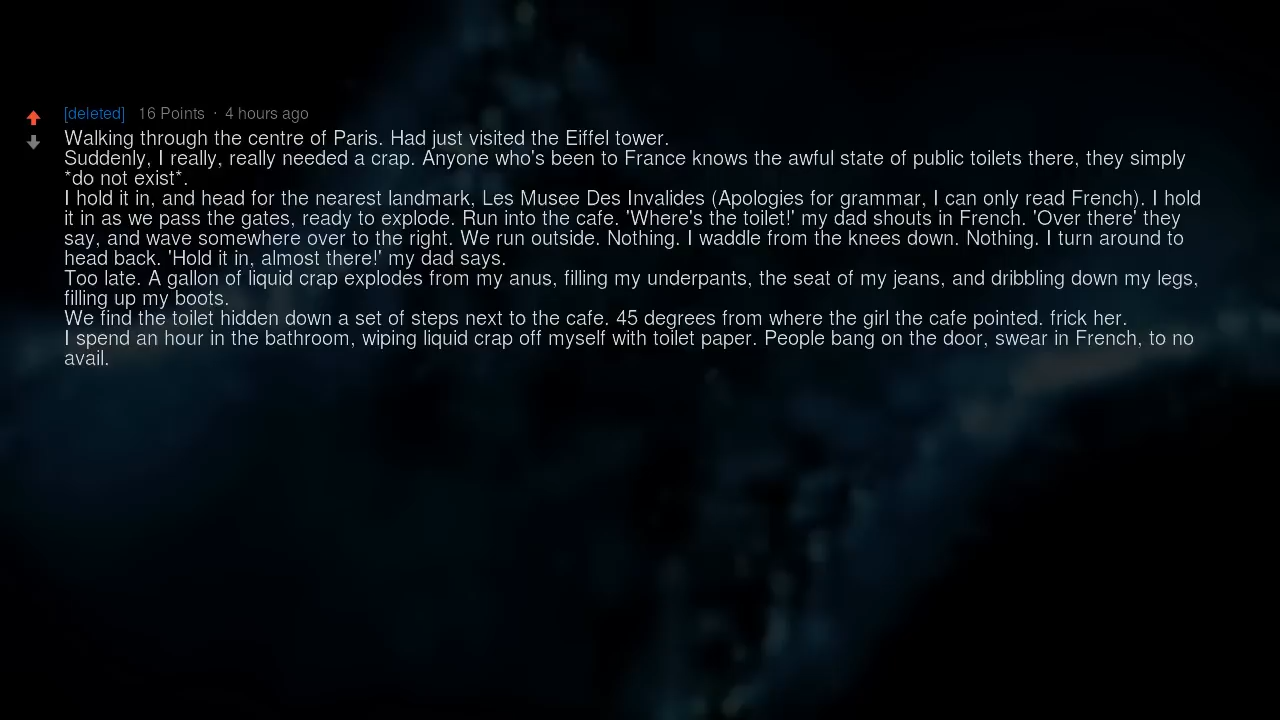 [deleted] 16 Points · 4 hours ago
Walking through the centre of Paris. Had just visited the Eiffel tower.
Suddenly, I really, really needed a crap. Anyone who's been to France knows the awful state of public toilets there, they simply
*do not exist*.
I hold it in, and head for the nearest landmark, Les Musee Des Invalides (Apologies for grammar, I can only read French). I hold
it in as we pass the gates, ready to explode. Run into the cafe. 'Where's the toilet!' my dad shouts in French. 'Over there' they
say, and wave somewhere over to the right. We run outside. Nothing. I waddle from the knees down. Nothing. I turn around to
head back. 'Hold it in, almost there!' my dad says.
Too late. A gallon of liquid crap explodes from my anus, filling my underpants, the seat of my jeans, and dribbling down my legs,
filling up my boots.
We find the toilet hidden down a set of steps next to the cafe. 45 degrees from where the girl the cafe pointed. frick her.
I spend an hour in the bathroom, wiping liquid crap off myself with toilet paper. People bang on the door, swear in French, to no
avail.